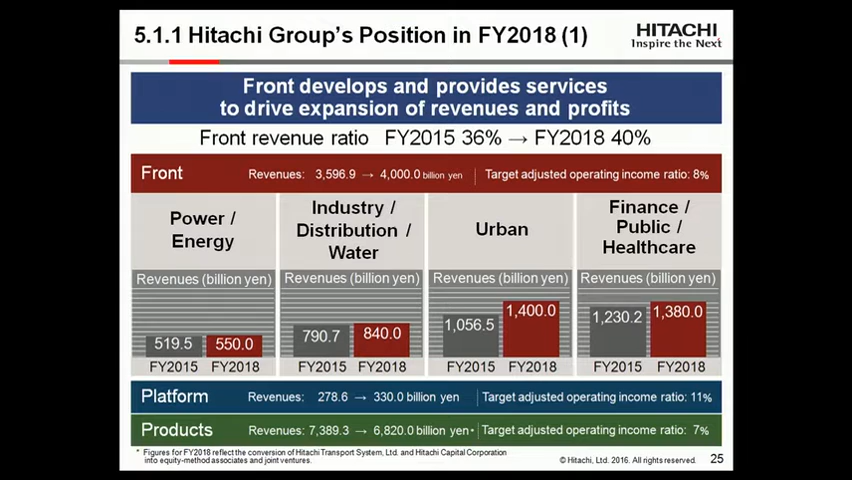 5.1.1 Hitachi Group's Position in FY2018 (1)
HITACHI
Inspire the Next
Front develops and provides services
to drive expansion of revenues and profits
Front revenue ratio FY2015 36% → FY2018 40%
Front Revenues: 3,596.9 → 4,000.0 billion yen Target adjusted operating income ratio: 8%
Power /
Energy
Industry /
Distribution /
Water
Urban
Finance /
Public /
Healthcare
Revenues (billion yen) Revenues (billion yen) Revenues (billion yen) Revenues (billion yen)
519.5 550.0 790.7 840.0 1,056.5 1,400.0 1,230.2 1,380.0
FY2015 FY2018 FY2015 FY2018 FY2015 FY2018 FY2015 FY2018
Platform Revenues: 278.6 → 330.0 billion yen Target adjusted operating income ratio: 11%
Products Revenues: 7,389.3 → 6,820.0 billion yen* Target adjusted operating income ratio: 7%
* Figures for FY2018 reflect the conversion of Hitachi Transport System, Ltd. and Hitachi Capital Corporation
into equity-method associates and joint ventures.
© Hitachi, Ltd. 2016. All rights reserved. 25